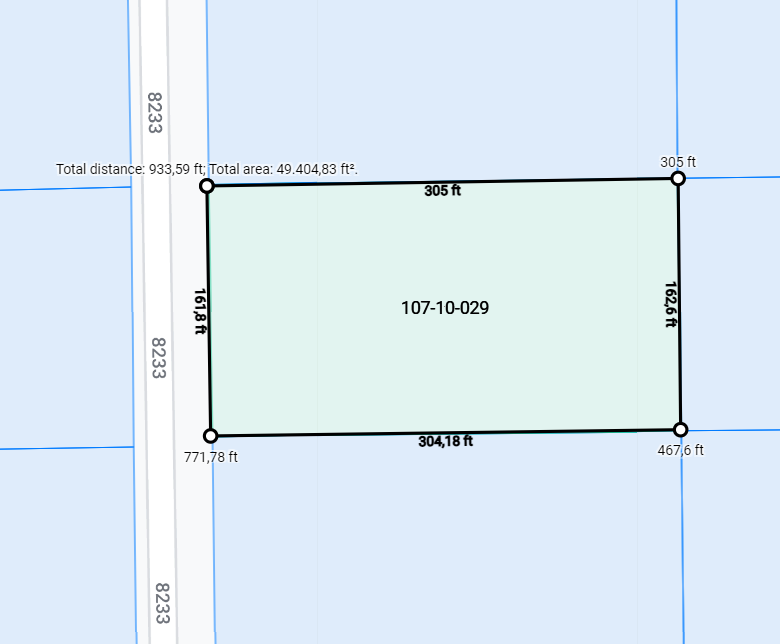 8233
Total distance: 933,59 ft; Total area: 49.404,83 ft².
305 ft
305 ft
161,8 ft
107-10-029
162,6 ft
8233
304,18 ft
771,78 ft
467,6 ft
8233